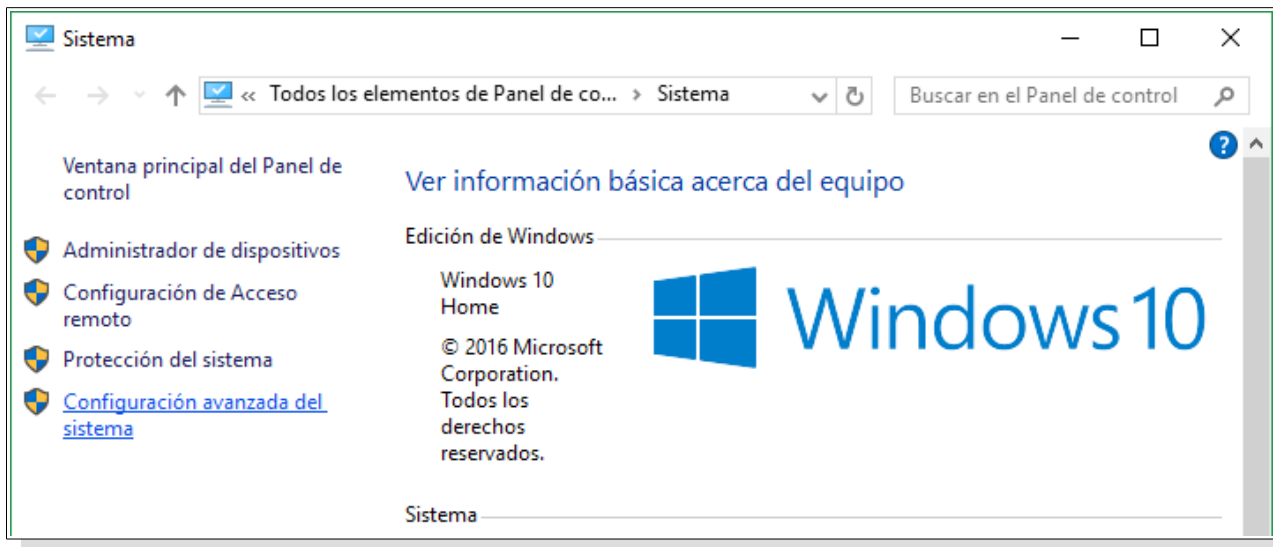 Sistema
« Todos los elementos de Panel de co... › Sistema
Buscar en el Panel de control
?
Ventana principal del Panel de
control
Administrador de dispositivos
Configuración de Acceso
remoto
Protección del sistema
Configuración avanzada del
sistema
Ver información básica acerca del equipo
Edición de Windows
Windows 10
Home
© 2016 Microsoft
Corporation.
Todos los
derechos
reservados.
Windows 10
Sistema